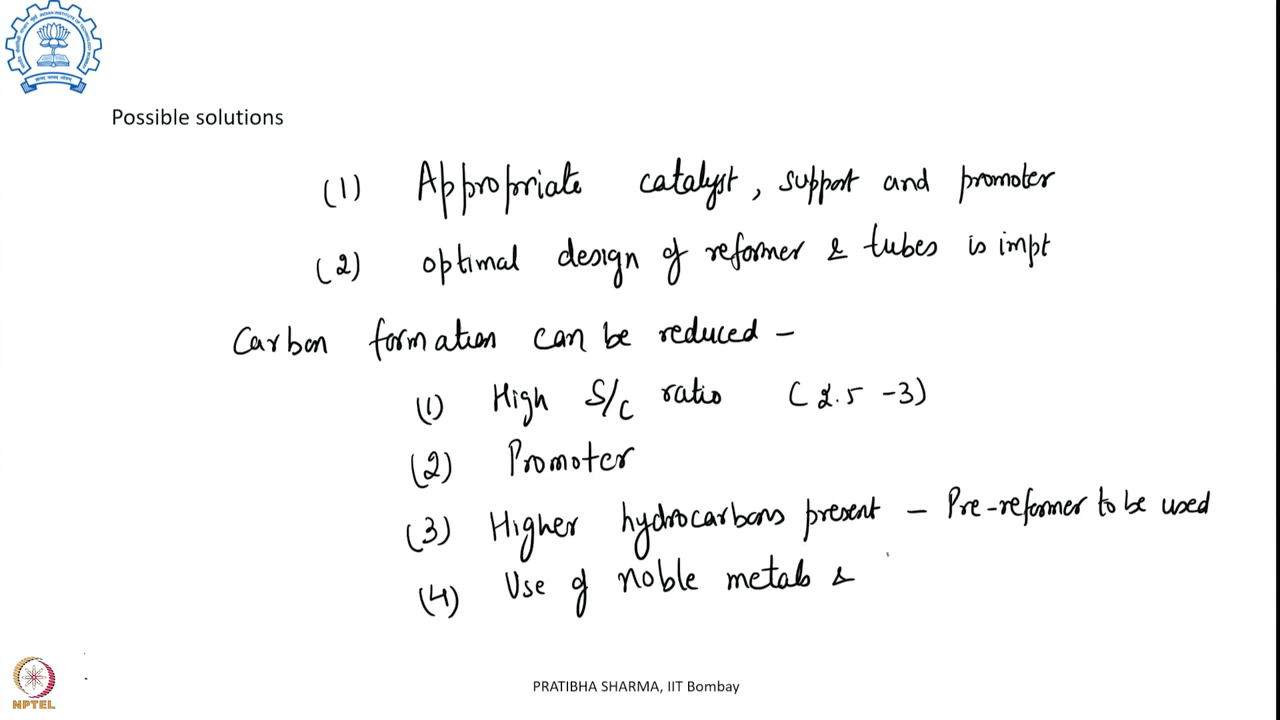 Possible solutions
(1) Appropriate catalyst, support and promoter
(2) optimal design of reformer & tubes is impt
Carbon formation can be reduced –
(1) High S/C ratio (2.5 -3)
(2) Promoter
(3) Higher hydrocarbons present – Pre-reformer to be used
(4) Use of noble metals &
NPTEL
PRATIBHA SHARMA, IIT Bombay